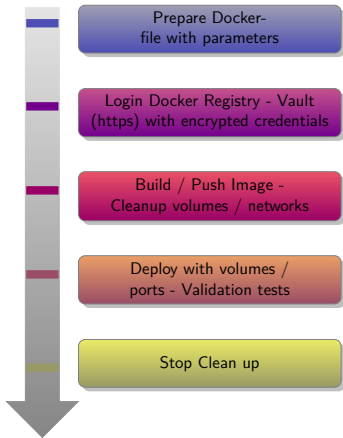 Prepare Docker-
file with parameters
Login Docker Registry - Vault
(https) with encrypted credentials
Build / Push Image -
Cleanup volumes / networks
Deploy with volumes /
ports - Validation tests
Stop Clean up